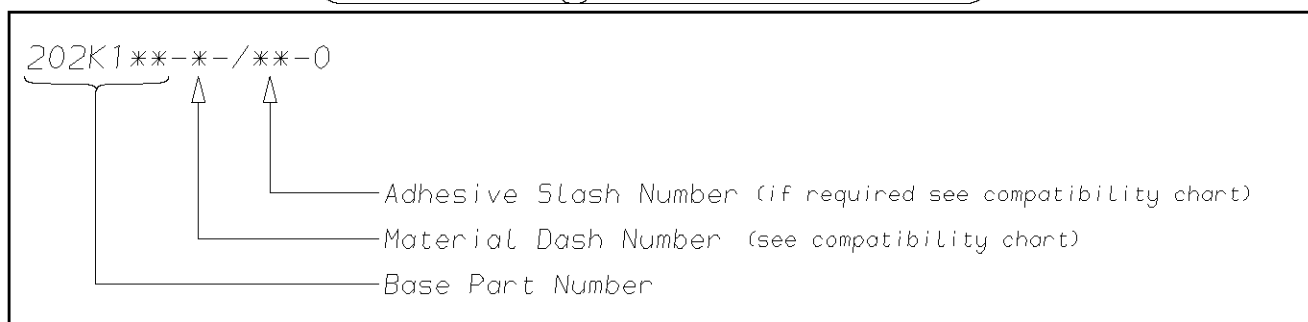 202K1**-*-/**-0
Adhesive Slash Number (if required see compatibility chart)
Material Dash Number (see compatibility chart)
Base Part Number